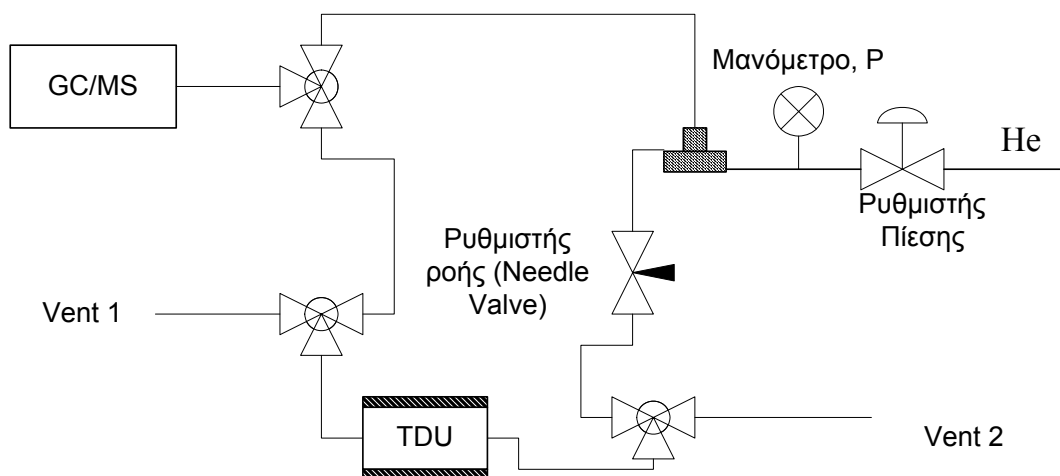 GC/MS
Μανόμετρο, P
He
Ρυθμιστής
Πίεσης
Ρυθμιστής
ροής (Needle
Valve)
Vent 1
TDU
Vent 2